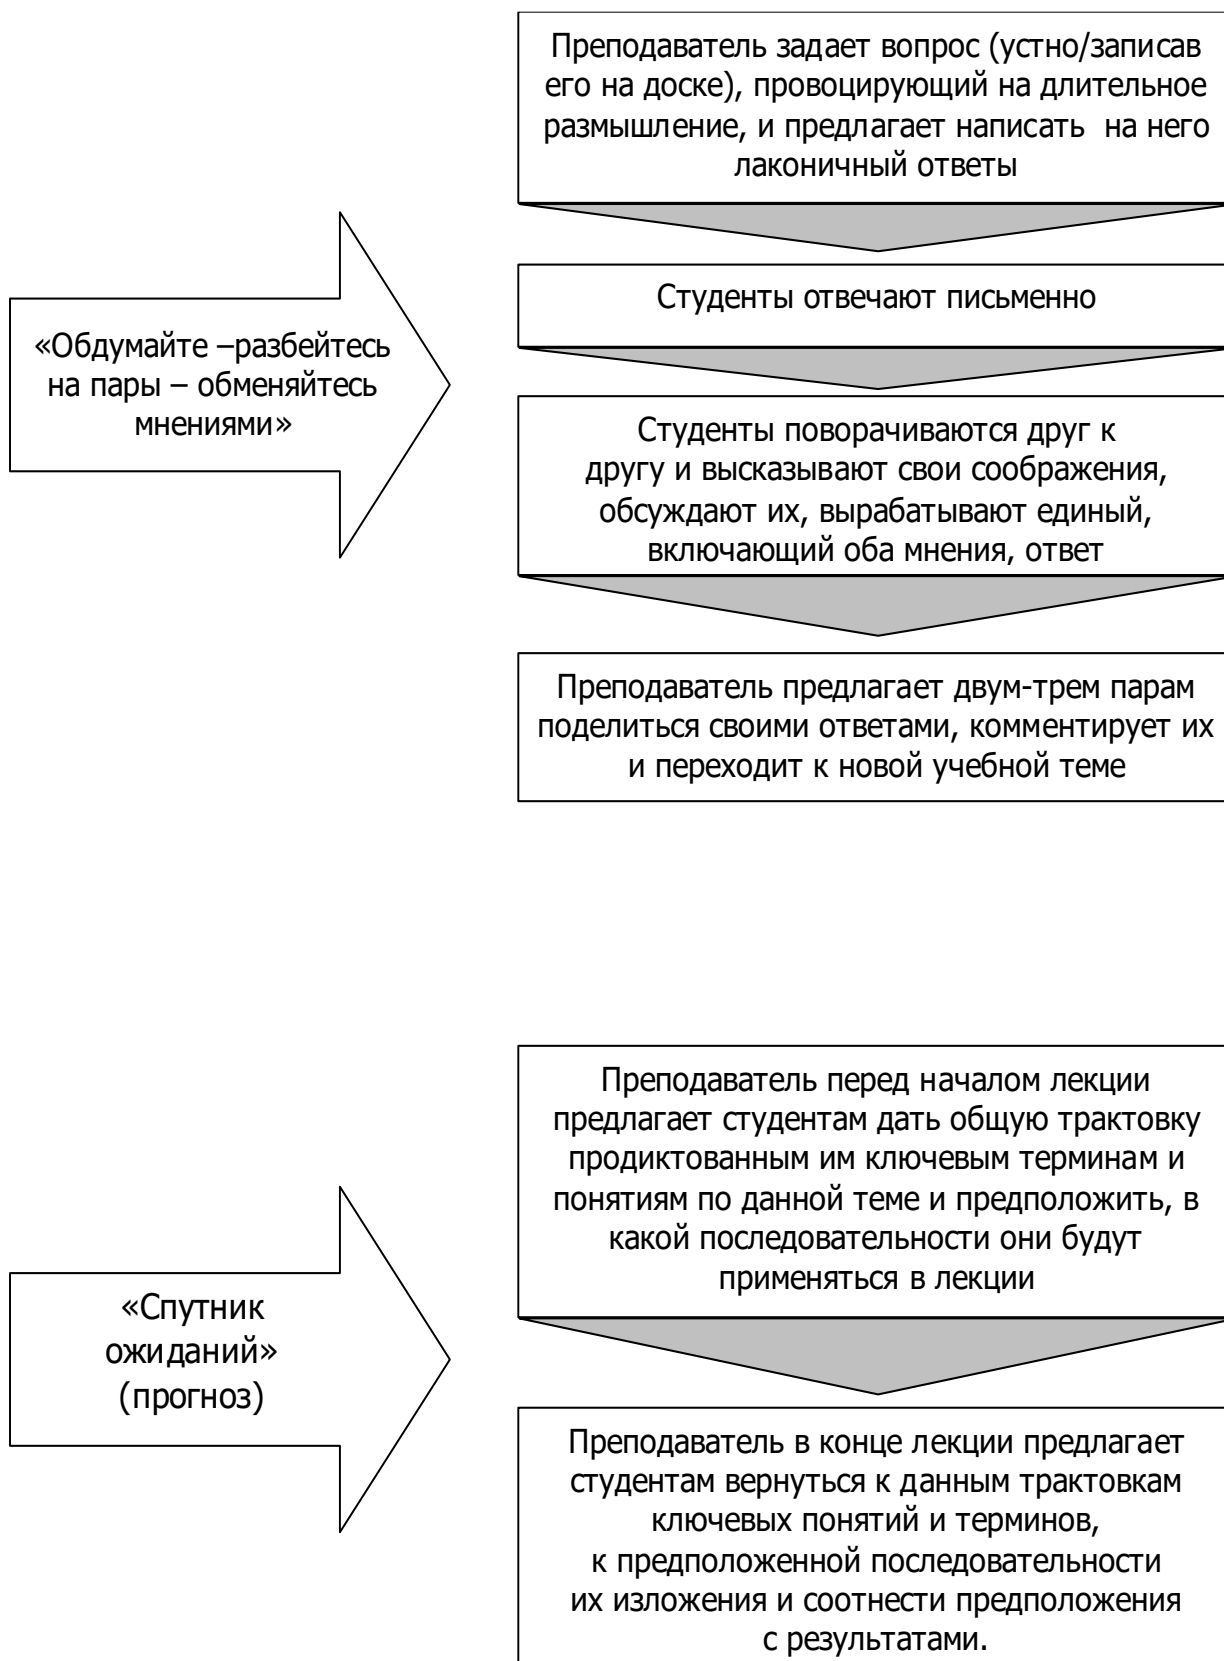 Преподаватель задает вопрос (устно/записав
его на доске), провоцирующий на длительное
размышление, и предлагает написать на него
лаконичный ответы
Студенты отвечают письменно
«Обдумайте –разбейтесь
на пары – обменяйтесь
мнениями»
Студенты поворачиваются друг к
другу и высказывают свои соображения,
обсуждают их, вырабатывают единый,
включающий оба мнения, ответ
Преподаватель предлагает двум-трем парам
поделиться своими ответами, комментирует их
и переходит к новой учебной теме
Преподаватель перед началом лекции
предлагает студентам дать общую трактовку
продиктованным им ключевым терминам и
понятиям по данной теме и предположить, в
какой последовательности они будут
применяться в лекции
«Спутник
ожиданий»
(прогноз)
Преподаватель в конце лекции предлагает
студентам вернуться к данным трактовкам
ключевых понятий и терминов,
к предположенной последовательности
их изложения и соотнести предположения
с результатами.